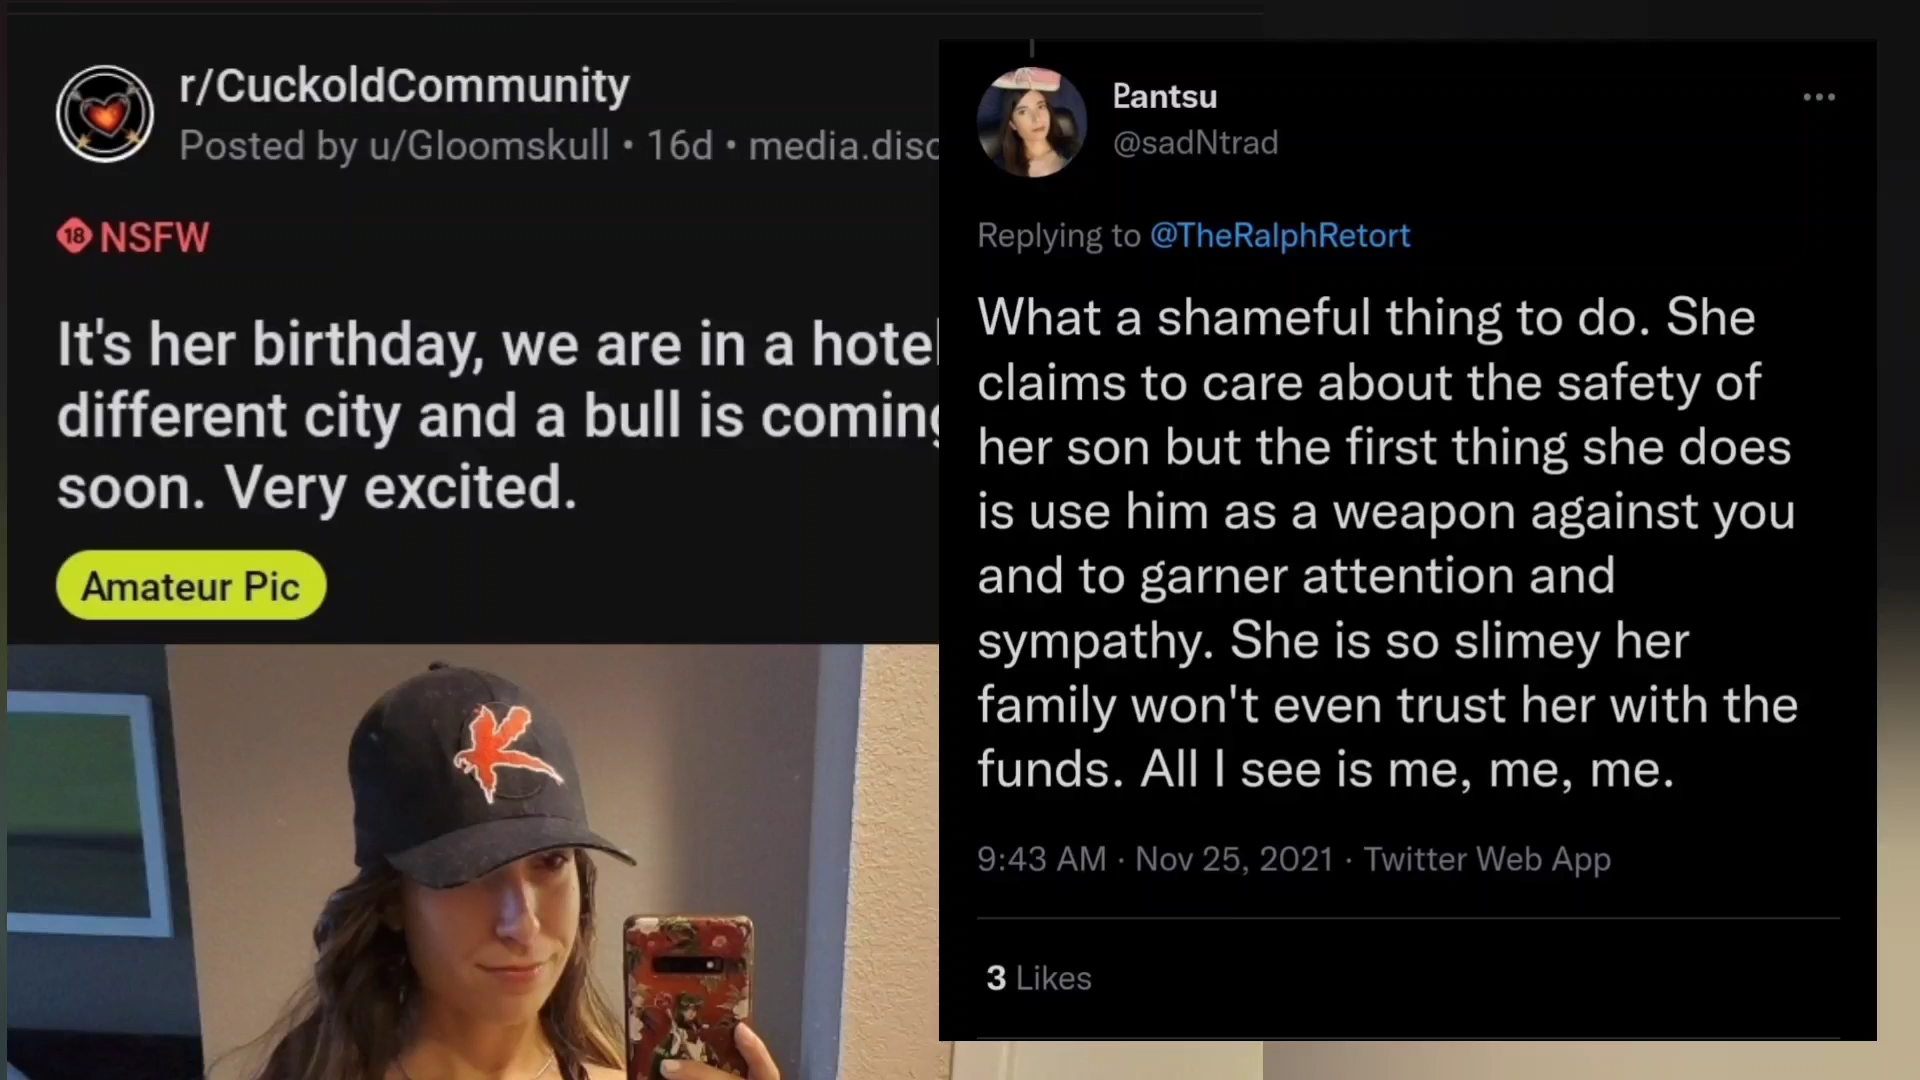 r/CuckoldCommunity
Posted by u/Gloomskull • 16d • media.disc
18 NSFW
It's her birthday, we are in a hotel
different city and a bull is coming
soon. Very excited.
Amateur Pic
K
Pantsu
@sadNtrad
Replying to @TheRalphRetort
What a shameful thing to do. She
claims to care about the safety of
her son but the first thing she does
is use him as a weapon against you
and to garner attention and
sympathy. She is so slimey her
family won't even trust her with the
funds. All I see is me, me, me.
9:43 AM · Nov 25, 2021 · Twitter Web App
3 Likes